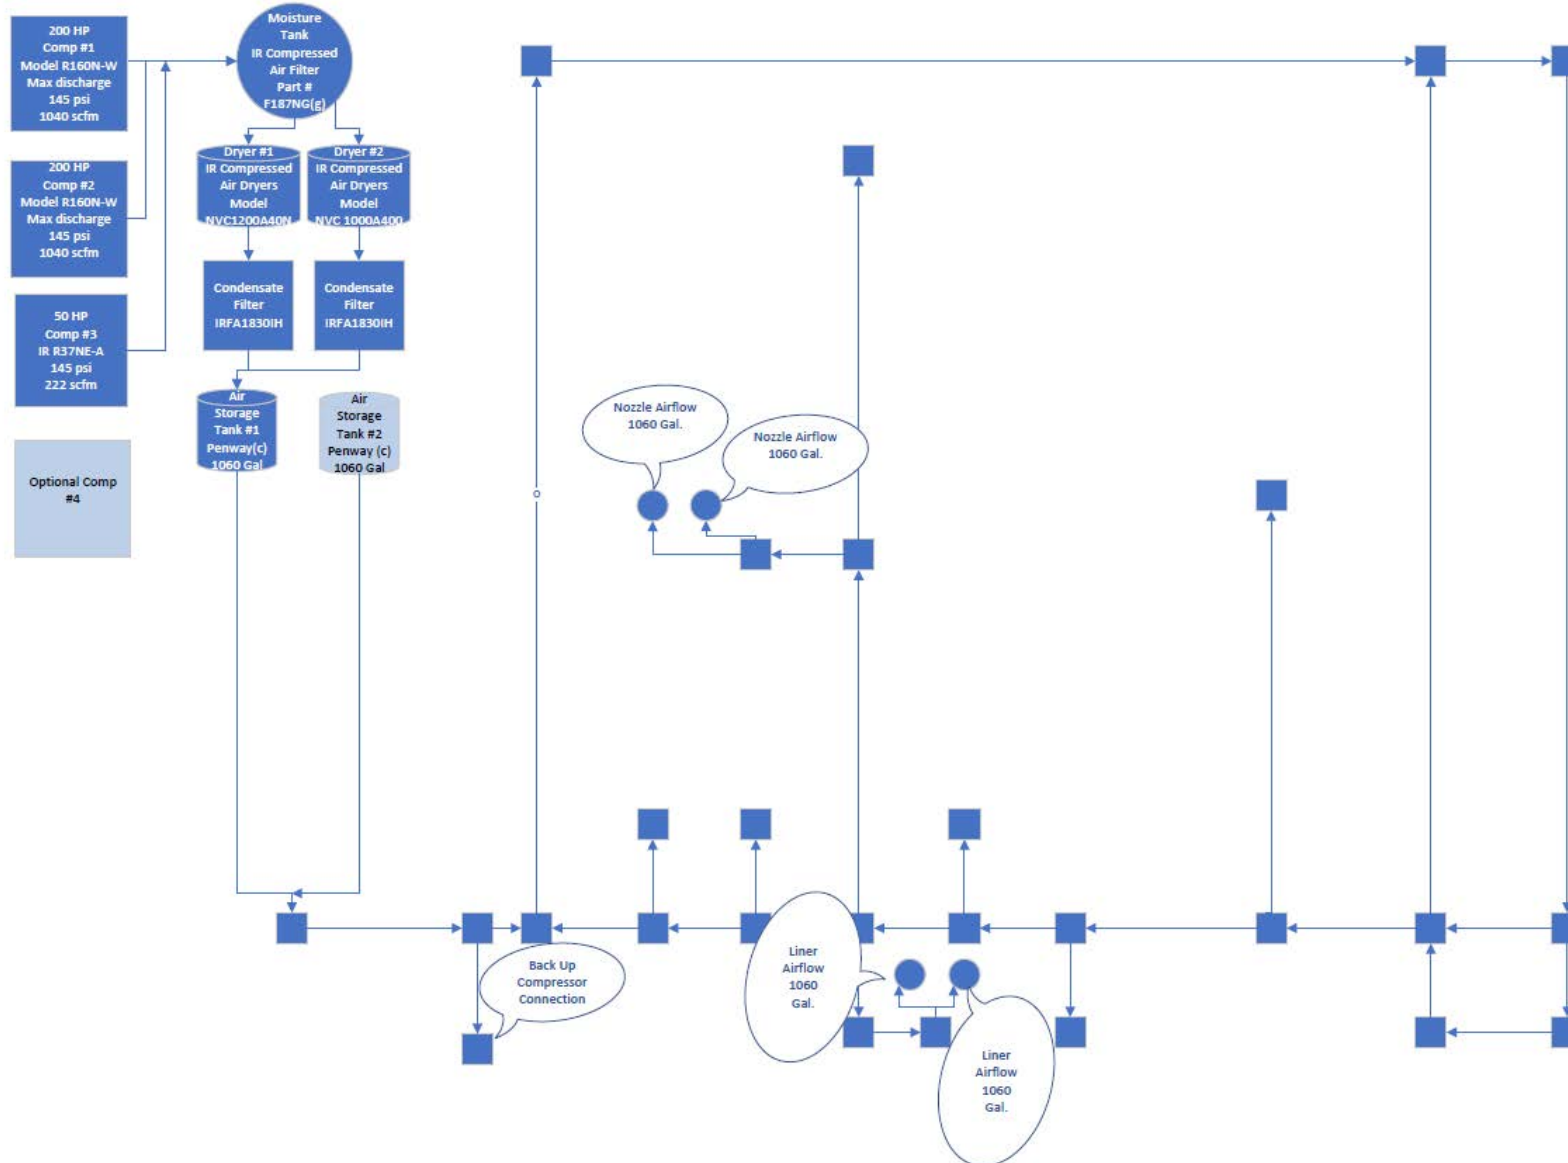 200 HP
Comp #1
Model R160N-W
Max discharge
145 psi
1040 scfm
Moisture
Tank
IR Compressed
Air Filter
Part #
F187NG(g)
200 HP
Comp #2
Model R160N-W
Max discharge
145 psi
1040 scfm
Dryer #1
IR Compressed
Air Dryers
Model
NVC1200A40N
Dryer #2
IR Compressed
Air Dryers
Model
NVC 1000A400
50 HP
Comp #3
IR R37NE-A
145 psi
222 scfm
Condensate
Filter
IRFA1830IH
Condensate
Filter
IRFA1830IH
Air
Storage
Tank #1
Penway(c)
1060 Gal
Air
Storage
Tank #2
Penway (c)
1060 Gal
Optional Comp
#4
Nozzle Airflow
1060 Gal.
Nozzle Airflow
1060 Gal.
Back Up
Compressor
Connection
Liner
Airflow
1060
Gal.
Liner
Airflow
1060
Gal.